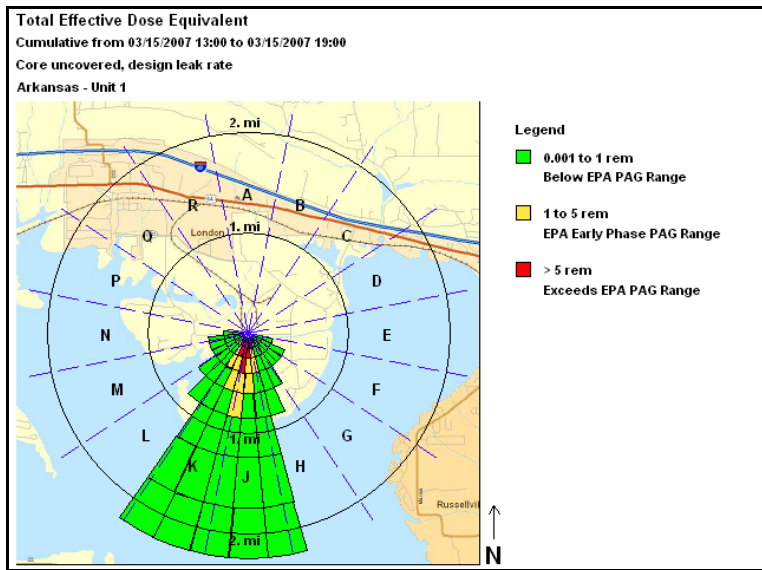 Total Effective Dose Equivalent
Cumulative from 03/15/2007 13:00 to 03/15/2007 19:00
Core uncovered, design leak rate
Arkansas - Unit 1
2. mi
Legend
0.001 to 1 rem
Below EPA PAG Range
1 to 5 rem
EPA Early Phase PAG Range
> 5 rem
Exceeds EPA PAG Range
A
R
B
1. mi
London
Q
C
P
D
N
E
M
F
L
G
1. mi
K
H
J
Russellvil
2. mi
N